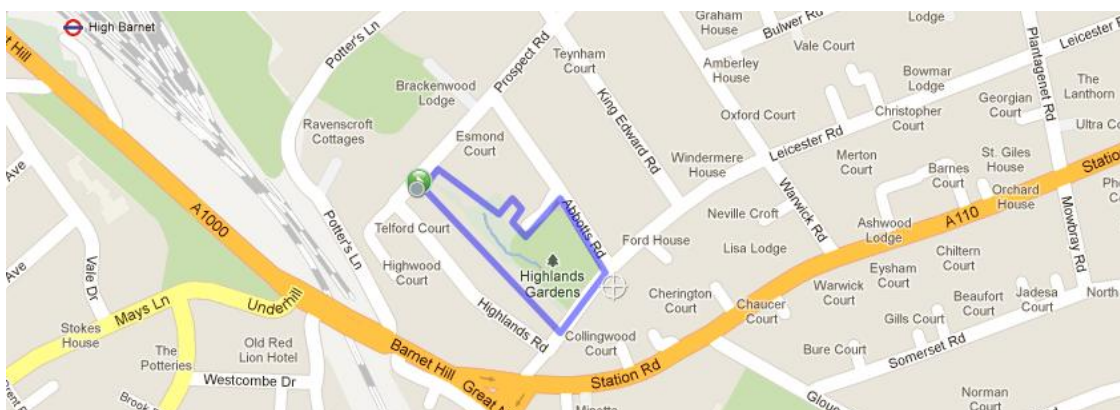 High Barnet
et Hill
Potter's Ln
Prospect Rd
Graham House
Bulwer Rd
Lodge
Vale Court
Plantagenet Rd
Leicester R
Teynham Court
Amberley House
Bowmar Lodge
The Lanthorn
Brackenwood Lodge
King Edward Rd
Oxford Court
Christopher Court
Georgian Court
Ultra Co
Ravenscroft Cottages
Esmond Court
Leicester Rd
Windermere House
Merton Court
Barnes Court
St. Giles House
Station
Ave
A1000
Potter's Ln
Telford Court
Abbotts Rd
Neville Croft
Warwick Rd
Ashwood Lodge
A110
Orchard House
Mowbray Rd
Ford House
Lisa Lodge
Chiltern Court
Highwood Court
Highlands Gardens
Eysham Court
Ave
Vale Dr
Mays Ln
Underhill
Highlands Rd
Cherington Court
Chaucer Court
Warwick Court
Beaufort Court
Jadesa Court
North
Stokes House
Collingwood Court
Gills Court
The Potteries
Old Red Lion Hotel
Barnet Hill
Bure Court
Somerset Rd
Westcombe Dr
Great
Station Rd
Norman Court